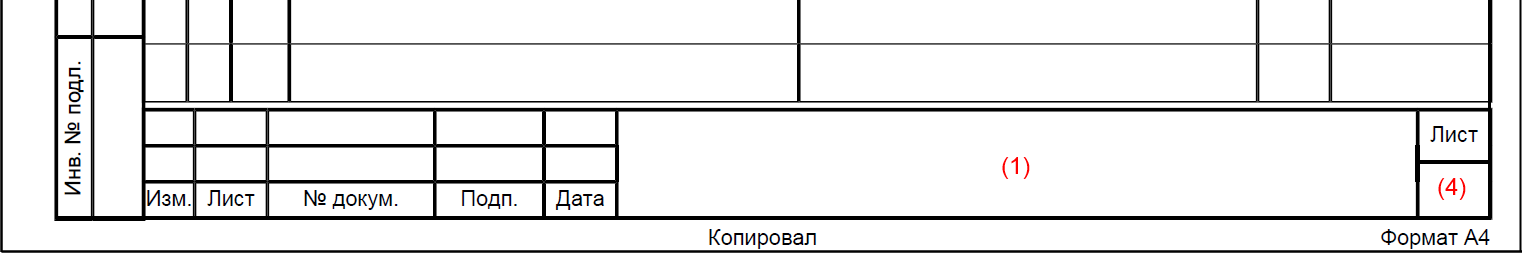 Инв. № подл.
Лист
(1)
(4)
Изм. Лист № докум. Подп. Дата
Копировал Формат А4